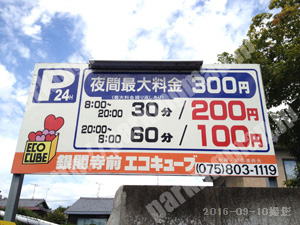 P
24H
夜間最大料金 300円
8:00~
20:00
30分/200円
20:00~
8:00
60分/100円
ECO
CUBE
銀閣寺前 エコキューブ
(075)803-1119
2016-09-10撮影